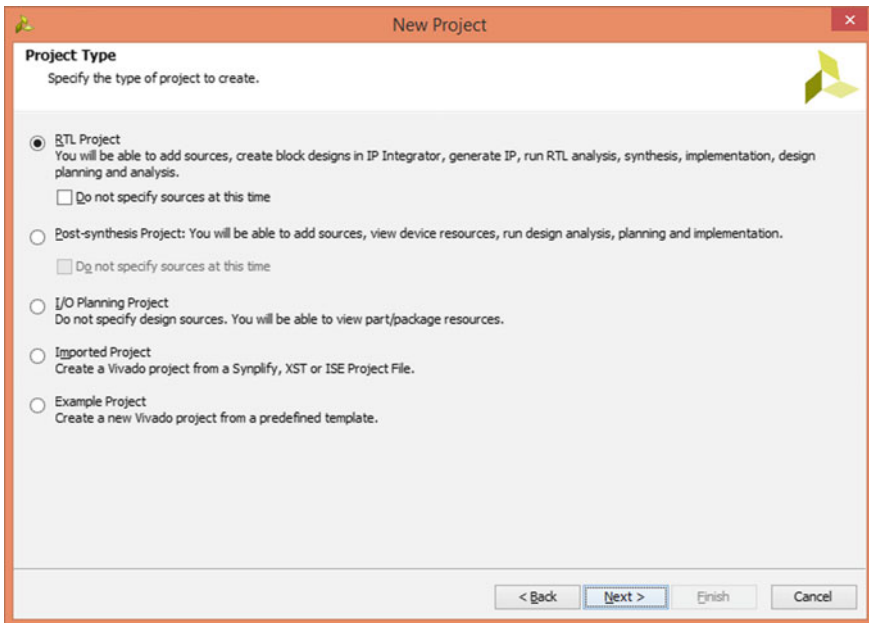 New Project
Project Type
Specify the type of project to create.
RTL Project
You will be able to add sources, create block designs in IP Integrator, generate IP, run RTL analysis, synthesis, implementation, design
planning and analysis.
Do not specify sources at this time
Post-synthesis Project: You will be able to add sources, view device resources, run design analysis, planning and implementation.
Do not specify sources at this time
I/O Planning Project
Do not specify design sources. You will be able to view part/package resources.
Imported Project
Create a Vivado project from a Synplify, XST or ISE Project File.
Example Project
Create a new Vivado project from a predefined template.
< Back Next > Finish Cancel